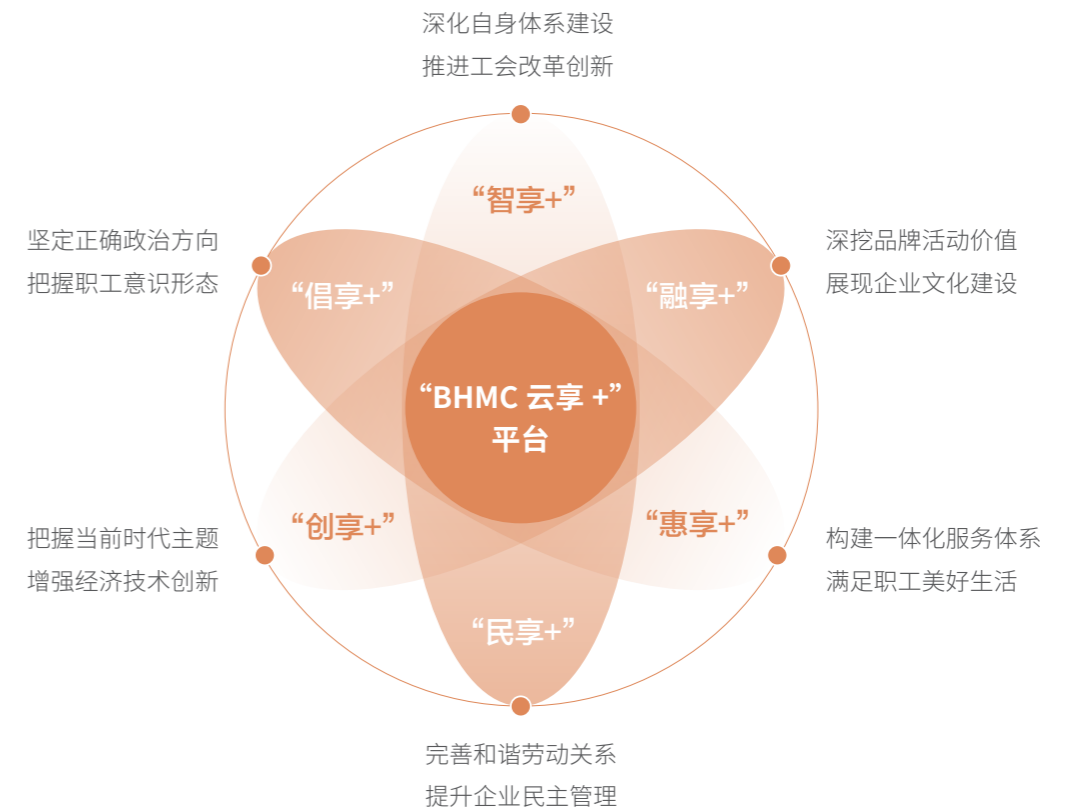 深化自身体系建设
推进工会改革创新
“智享+”
坚定正确政治方向
把握职工意识形态
“倡享+”
“融享+”
深挖品牌活动价值
展现企业文化建设
“BHMC 云享 +”
平台
把握当前时代主题
增强经济技术创新
“创享+”
“惠享+”
构建一体化服务体系
满足职工美好生活
“民享+”
完善和谐劳动关系
提升企业民主管理